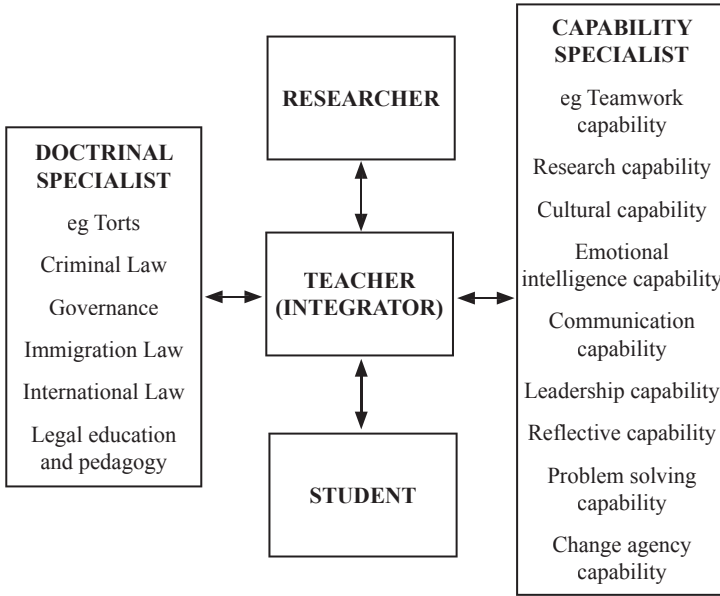 DOCTRINAL
SPECIALIST
eg Torts
Criminal Law
Governance
Immigration Law
International Law
Legal education
and pedagogy
RESEARCHER
TEACHER
(INTEGRATOR)
STUDENT
CAPABILITY
SPECIALIST
eg Teamwork
capability
Research capability
Cultural capability
Emotional
intelligence capability
Communication
capability
Leadership capability
Reflective capability
Problem solving
capability
Change agency
capability